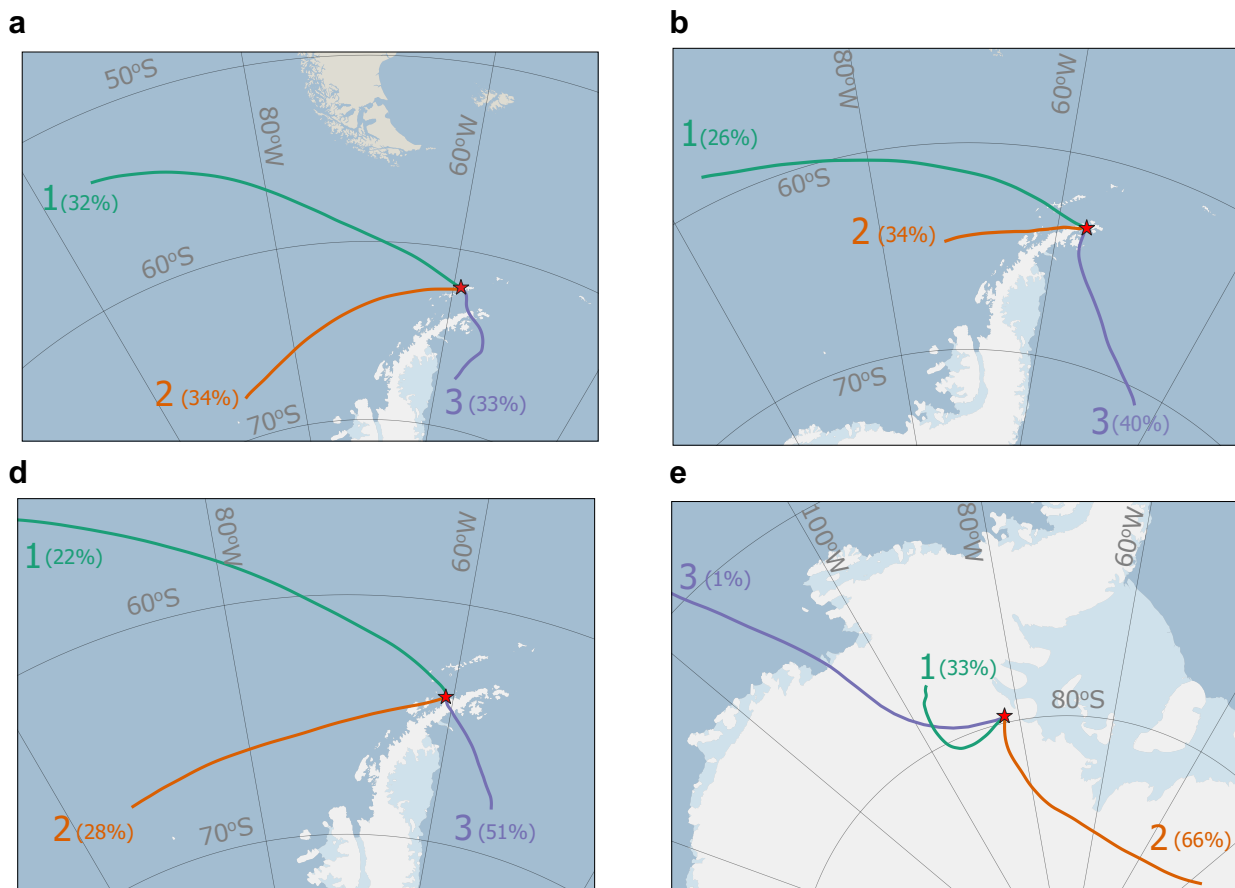 a
50°S
80°W
60°W
1 (32%)
60°S
2 (34%)
3 (33%)
70°S
b
80°W
60°W
1 (26%)
60°S
2 (34%)
70°S
3 (40%)
d
80°W
60°W
1 (22%)
60°S
2 (28%)
70°S
3 (51%)
e
100°W
80°W
60°W
3 (1%)
1 (33%)
80°S
2 (66%)